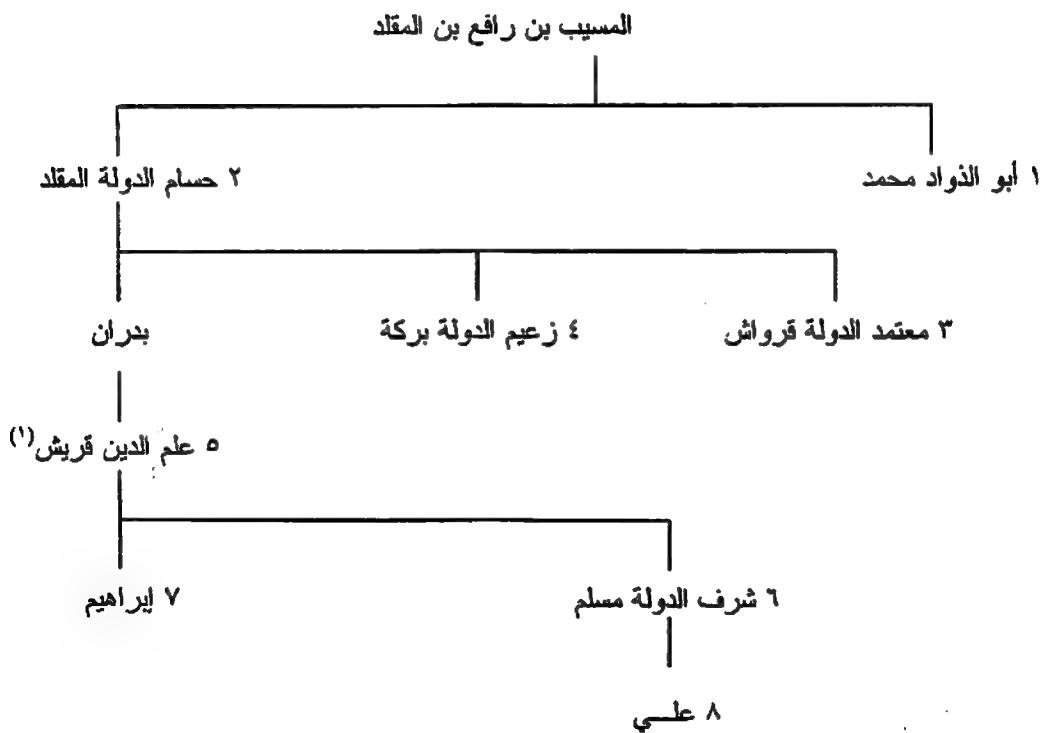 المسيب بن رافع بن المقلد
١ أبو الذواد محمد
٢ حسام الدولة المقلد
٣ معتمد الدولة قرواش
٤ زعيم الدولة بركة
بدران
٥ علم الدين قريش(١)
٦ شرف الدولة مسلم
٧ إبراهيم
٨ علـــي